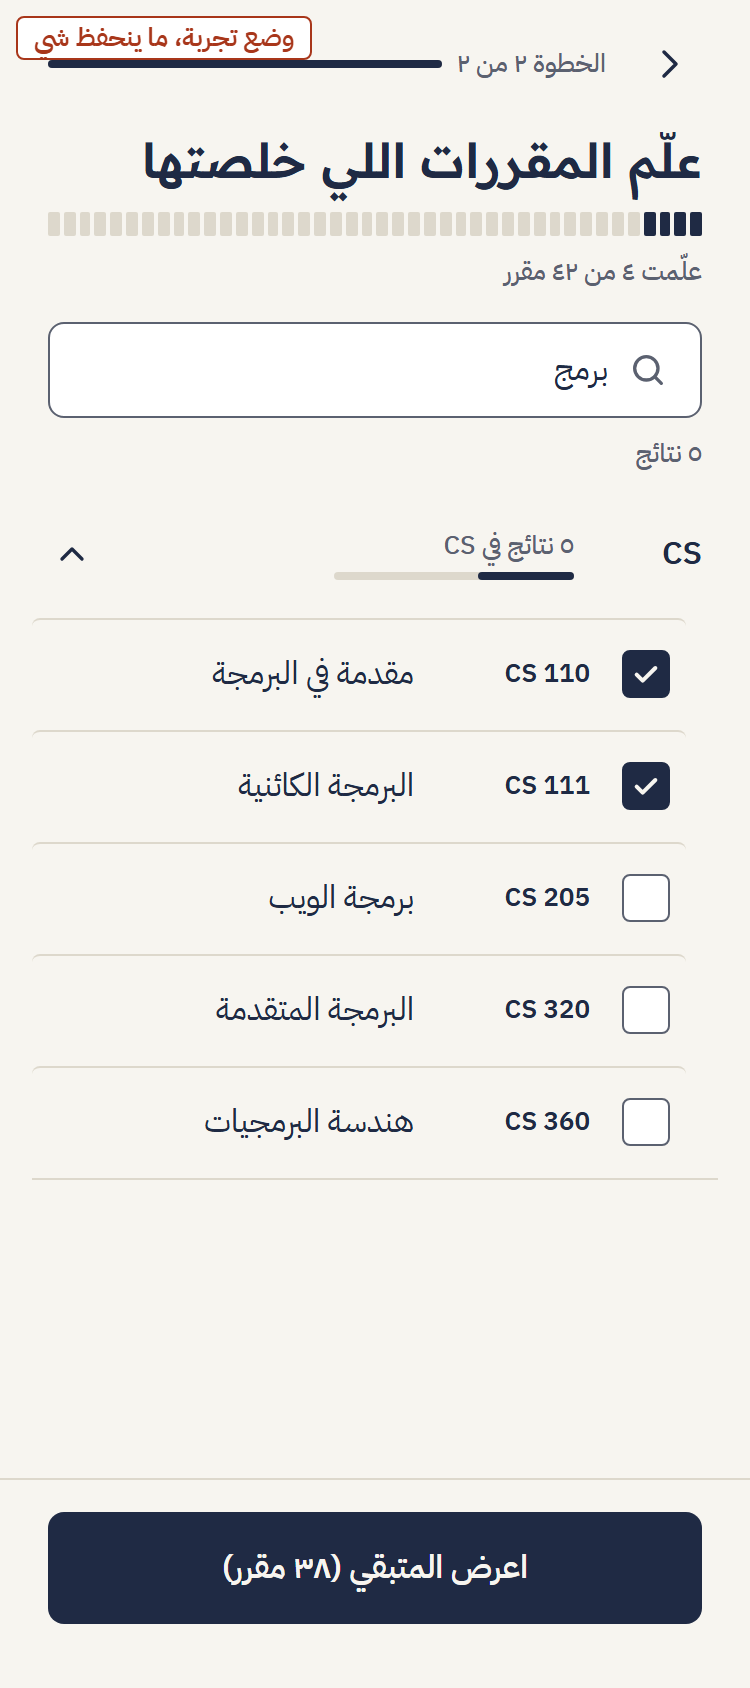 وضع تجربة، ما ينحفظ شي
الخطوة ٢ من ٢
علّم المقررات اللي خلصتها
علّمت ٤ من ٤٢ مقرر
برمج
٥ نتائج
CS
٥ نتائج في CS
CS 110 مقدمة في البرمجة
CS 111 البرمجة الكائنية
CS 205 برمجة الويب
CS 320 البرمجة المتقدمة
CS 360 هندسة البرمجيات
اعرض المتبقي (٣٨ مقرر)